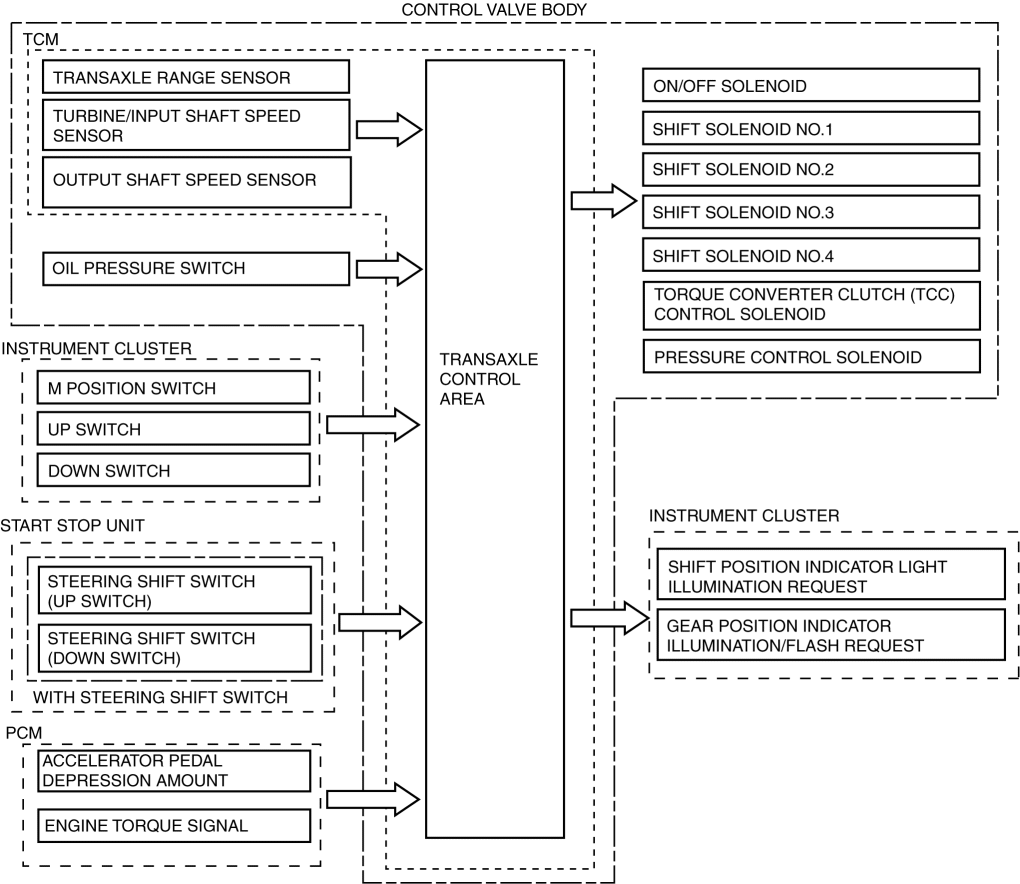 CONTROL VALVE BODY
TCM
TRANSAXLE RANGE SENSOR
TURBINE/INPUT SHAFT SPEED
SENSOR
OUTPUT SHAFT SPEED SENSOR
OIL PRESSURE SWITCH
INSTRUMENT CLUSTER
M POSITION SWITCH
UP SWITCH
DOWN SWITCH
START STOP UNIT
STEERING SHIFT SWITCH
(UP SWITCH)
STEERING SHIFT SWITCH
(DOWN SWITCH)
WITH STEERING SHIFT SWITCH
PCM
ACCELERATOR PEDAL
DEPRESSION AMOUNT
ENGINE TORQUE SIGNAL
TRANSAXLE
CONTROL
AREA
ON/OFF SOLENOID
SHIFT SOLENOID NO.1
SHIFT SOLENOID NO.2
SHIFT SOLENOID NO.3
SHIFT SOLENOID NO.4
TORQUE CONVERTER CLUTCH (TCC)
CONTROL SOLENOID
PRESSURE CONTROL SOLENOID
INSTRUMENT CLUSTER
SHIFT POSITION INDICATOR LIGHT
ILLUMINATION REQUEST
GEAR POSITION INDICATOR
ILLUMINATION/FLASH REQUEST